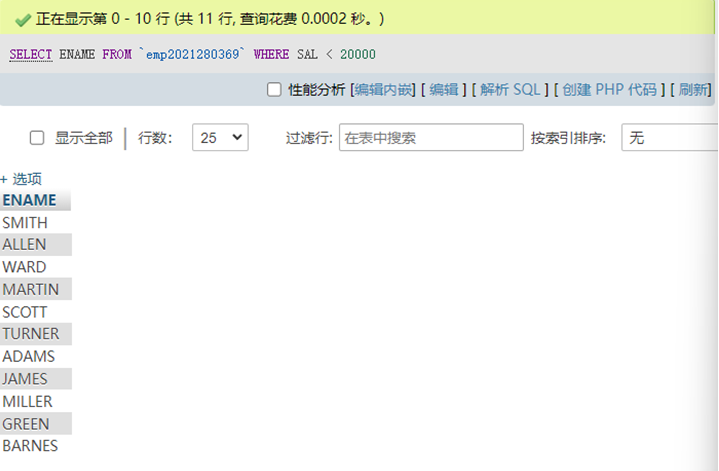 正在显示第 0 - 10 行 (共 11 行, 查询花费 0.0002 秒。)
SELECT ENAME FROM `emp2021280369` WHERE SAL < 20000
性能分析 [编辑内嵌] [ 编辑 ] [ 解析 SQL ] [ 创建 PHP 代码 ] [ 刷新]
显示全部 | 行数: 25 过滤行: 在表中搜索 按索引排序: 无
+ 选项
ENAME
SMITH
ALLEN
WARD
MARTIN
SCOTT
TURNER
ADAMS
JAMES
MILLER
GREEN
BARNES